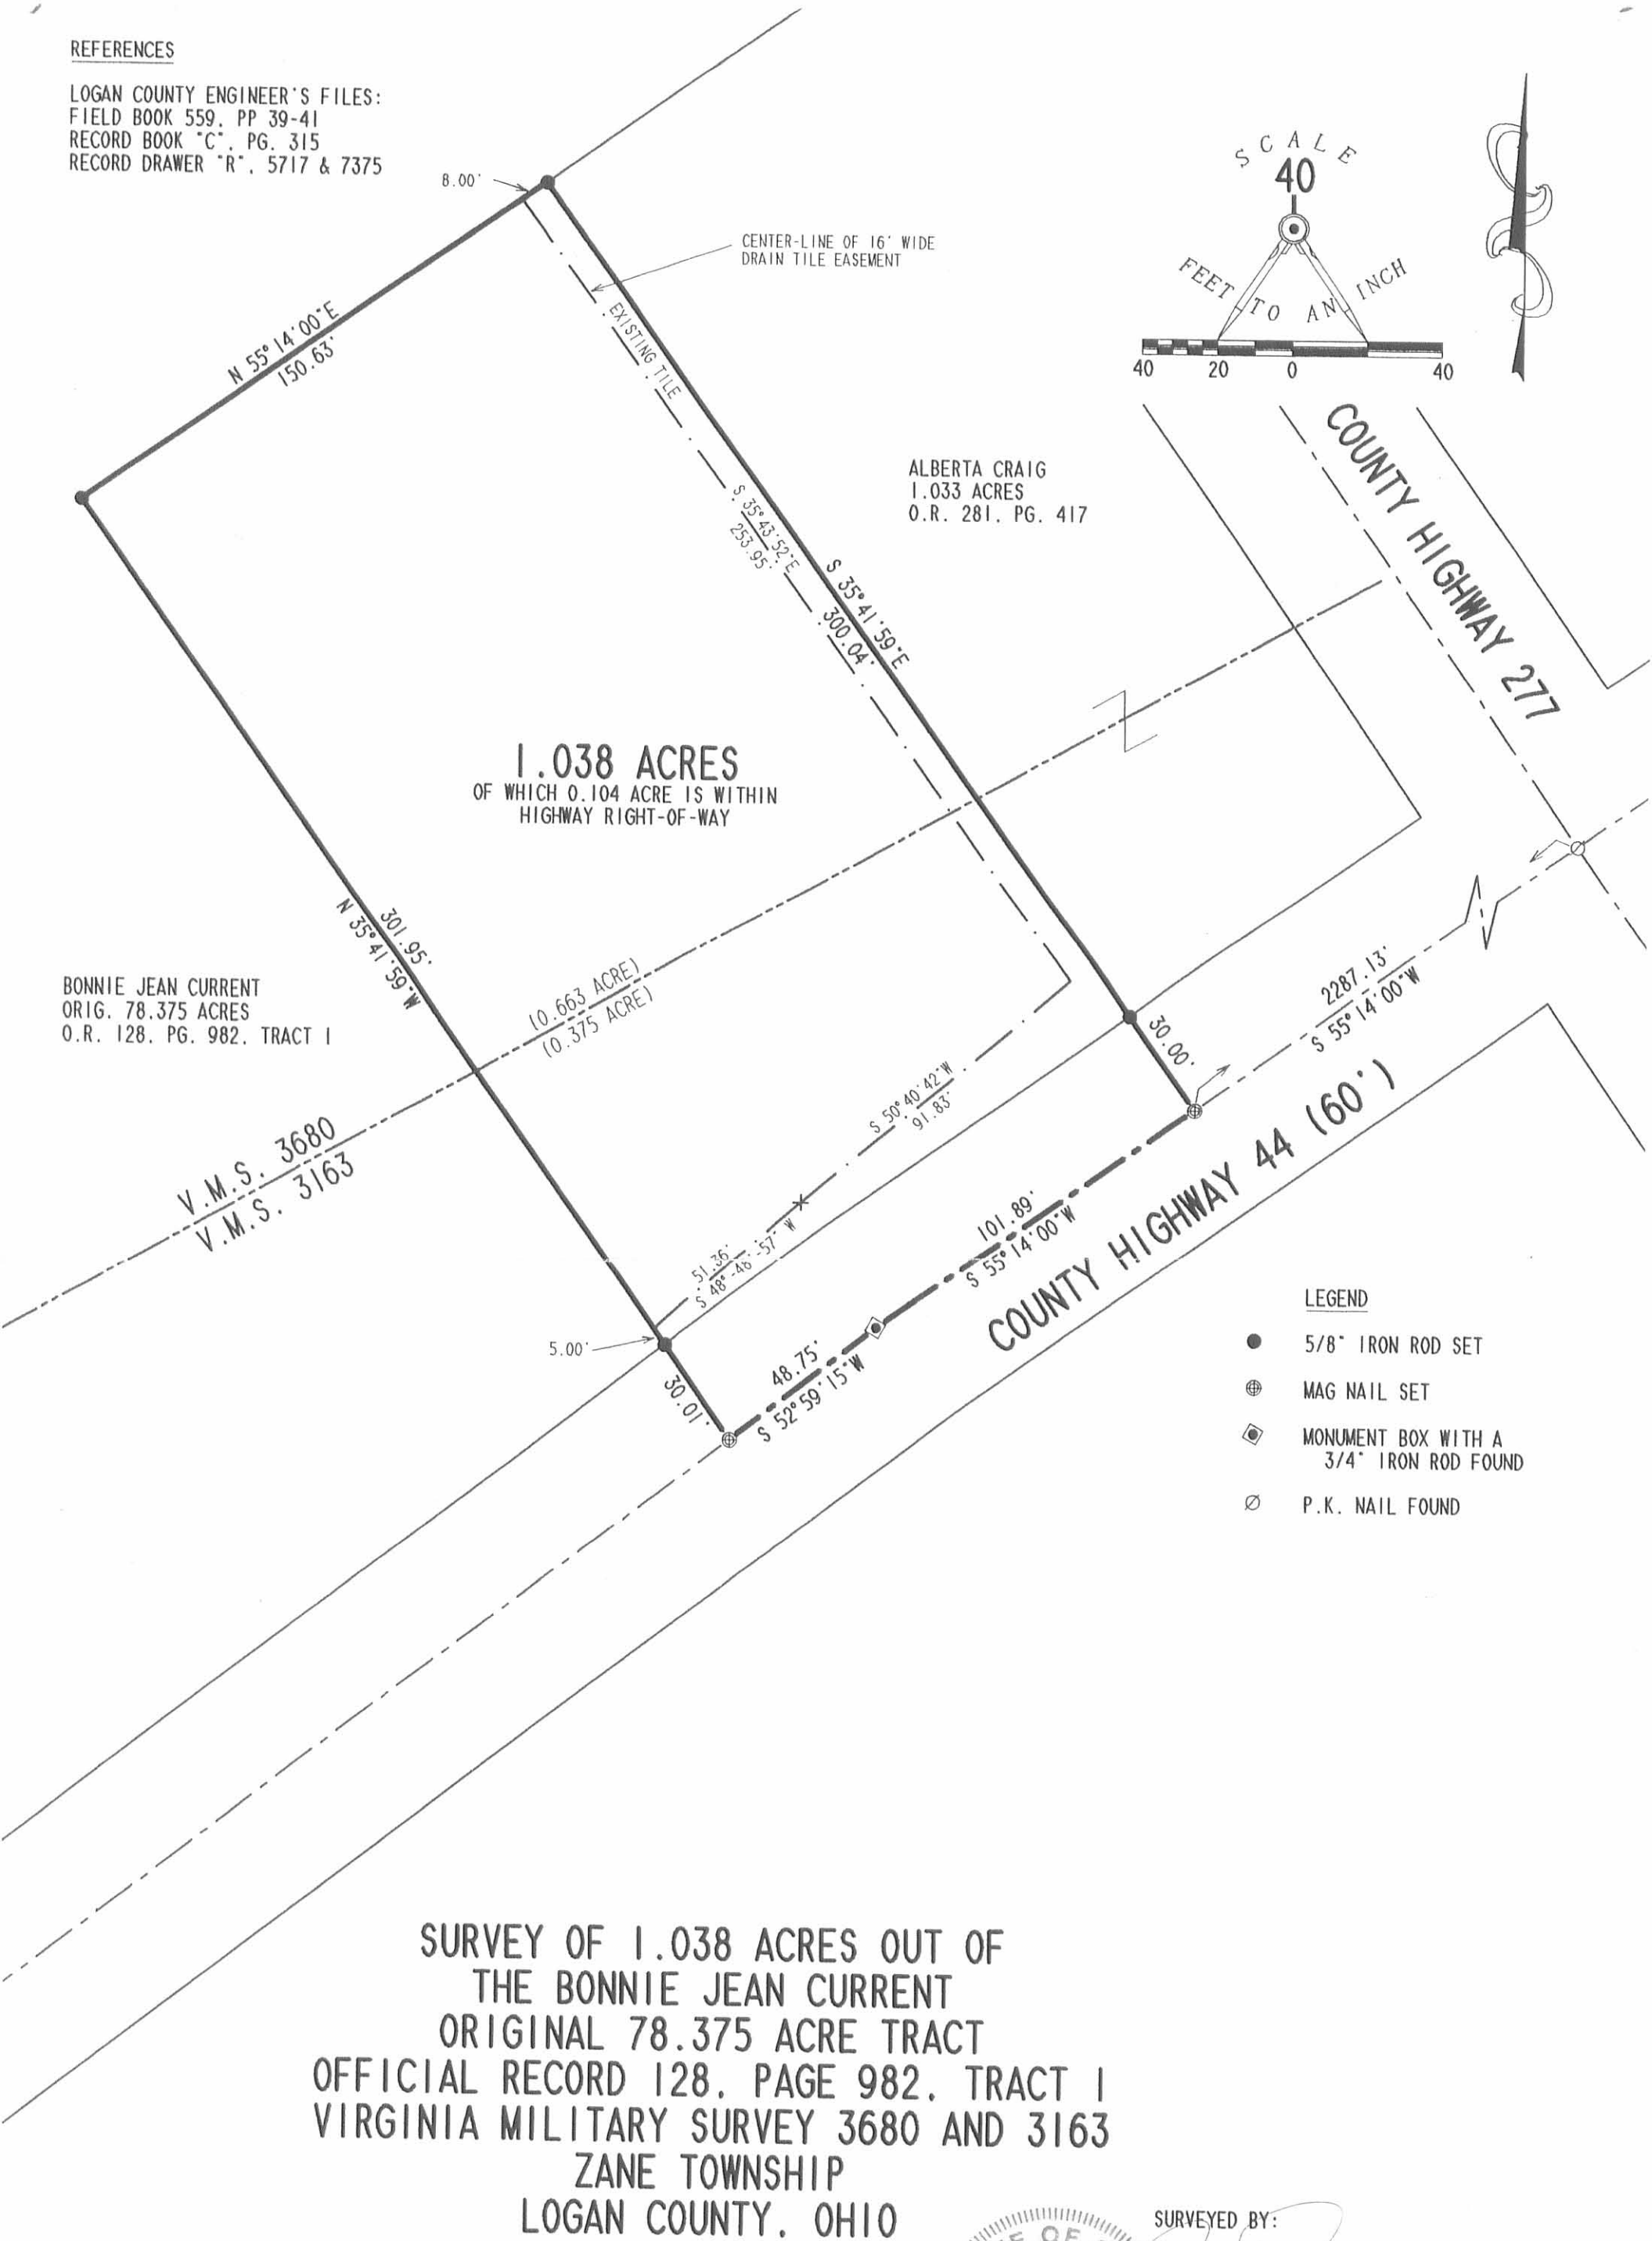 REFERENCES
LOGAN COUNTY ENGINEER'S FILES:
FIELD BOOK 559, PP 39-41
RECORD BOOK "C", PG. 315
RECORD DRAWER "R", 5717 & 7375
8.00'
CENTER-LINE OF 16' WIDE
DRAIN TILE EASEMENT
SCALE
40
FEET TO AN INCH
40 20 0 40
N 55°14'00"E
150.63'
EXISTING TILE
COUNTY HIGHWAY 277
ALBERTA CRAIG
1.033 ACRES
O.R. 281, PG. 417
S 35°43'52"E
253.95'
S 35°41'59"E
300.04'
1.038 ACRES
OF WHICH 0.104 ACRE IS WITHIN
HIGHWAY RIGHT-OF-WAY
301.95'
N 35°41'59"W
BONNIE JEAN CURRENT
ORIG. 78.375 ACRES
O.R. 128, PG. 982, TRACT 1
(0.663 ACRE)
(0.375 ACRE)
2287.13'
S 55°14'00"W
30.00'
S 50°40'42"W
91.83'
V.M.S. 3680
V.M.S. 3163
101.89'
S 55°14'00"W
COUNTY HIGHWAY 44 (60')
51.36'
S 48°-46'-57" W
5.00'
48.75'
S 52°59'15"W
30.01'
LEGEND
5/8" IRON ROD SET
MAG NAIL SET
MONUMENT BOX WITH A
3/4" IRON ROD FOUND
P.K. NAIL FOUND
SURVEY OF 1.038 ACRES OUT OF
THE BONNIE JEAN CURRENT
ORIGINAL 78.375 ACRE TRACT
OFFICIAL RECORD 128, PAGE 982, TRACT 1
VIRGINIA MILITARY SURVEY 3680 AND 3163
ZANE TOWNSHIP
LOGAN COUNTY, OHIO
OF
SURVEYED BY: